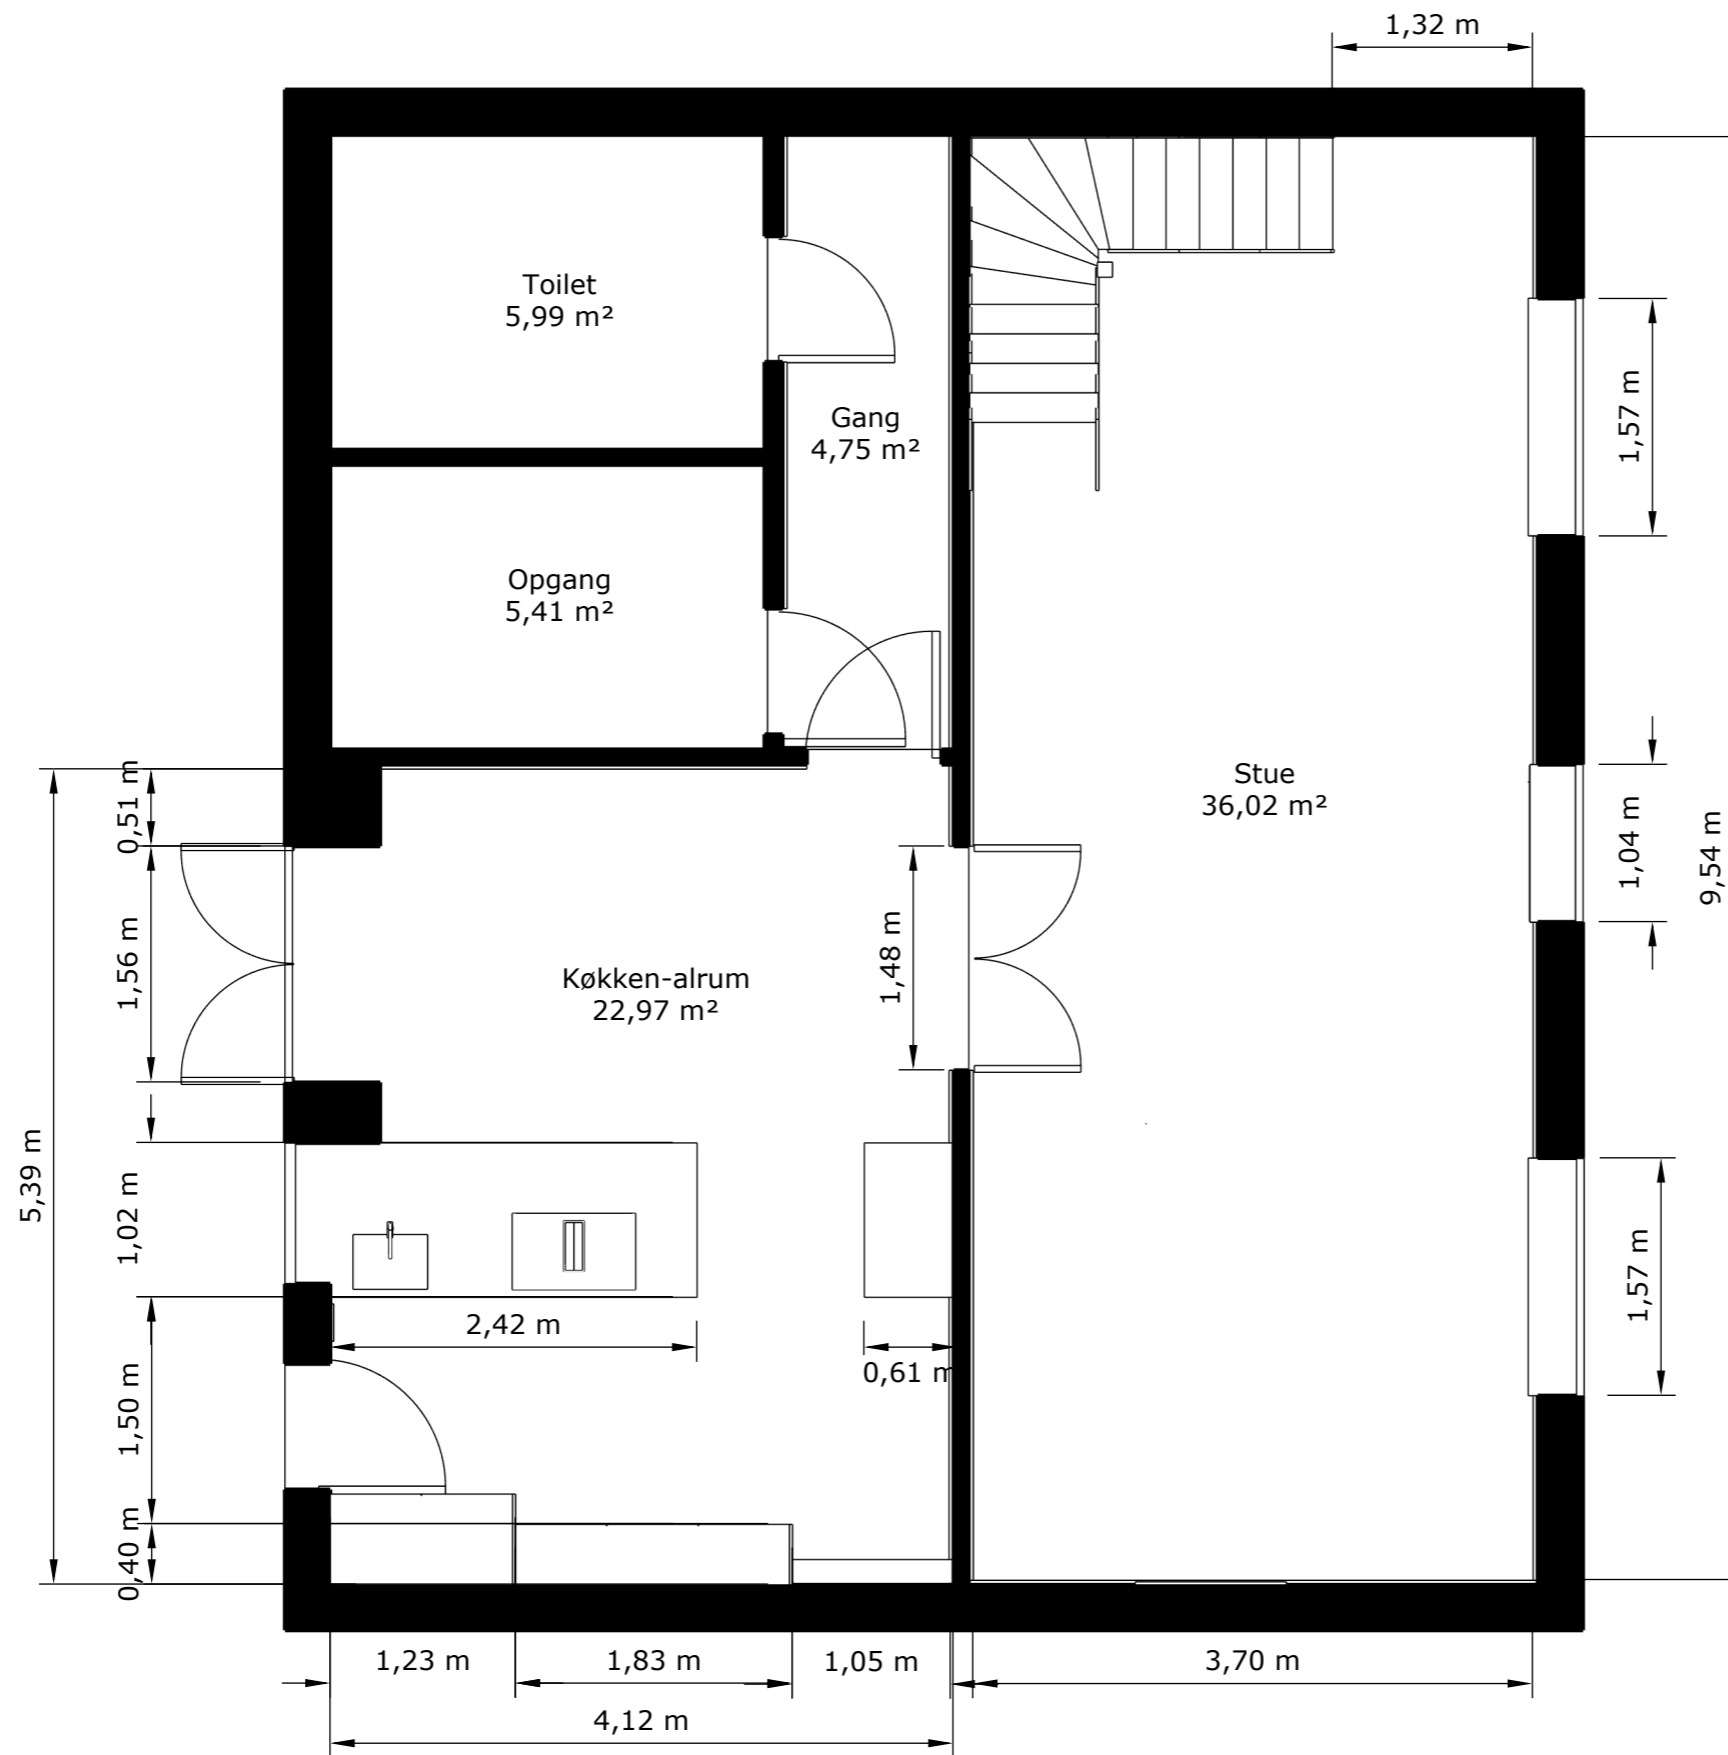 1,32 m
Toilet
5,99 m²
Gang
4,75 m²
1,57 m
Opgang
5,41 m²
Stue
36,02 m²
0,51 m
1,04 m
9,54 m
1,56 m
1,48 m
Køkken-alrum
22,97 m²
5,39 m
1,02 m
1,57 m
2,42 m
0,61 m
1,50 m
0,40 m
1,23 m
1,83 m
1,05 m
3,70 m
4,12 m